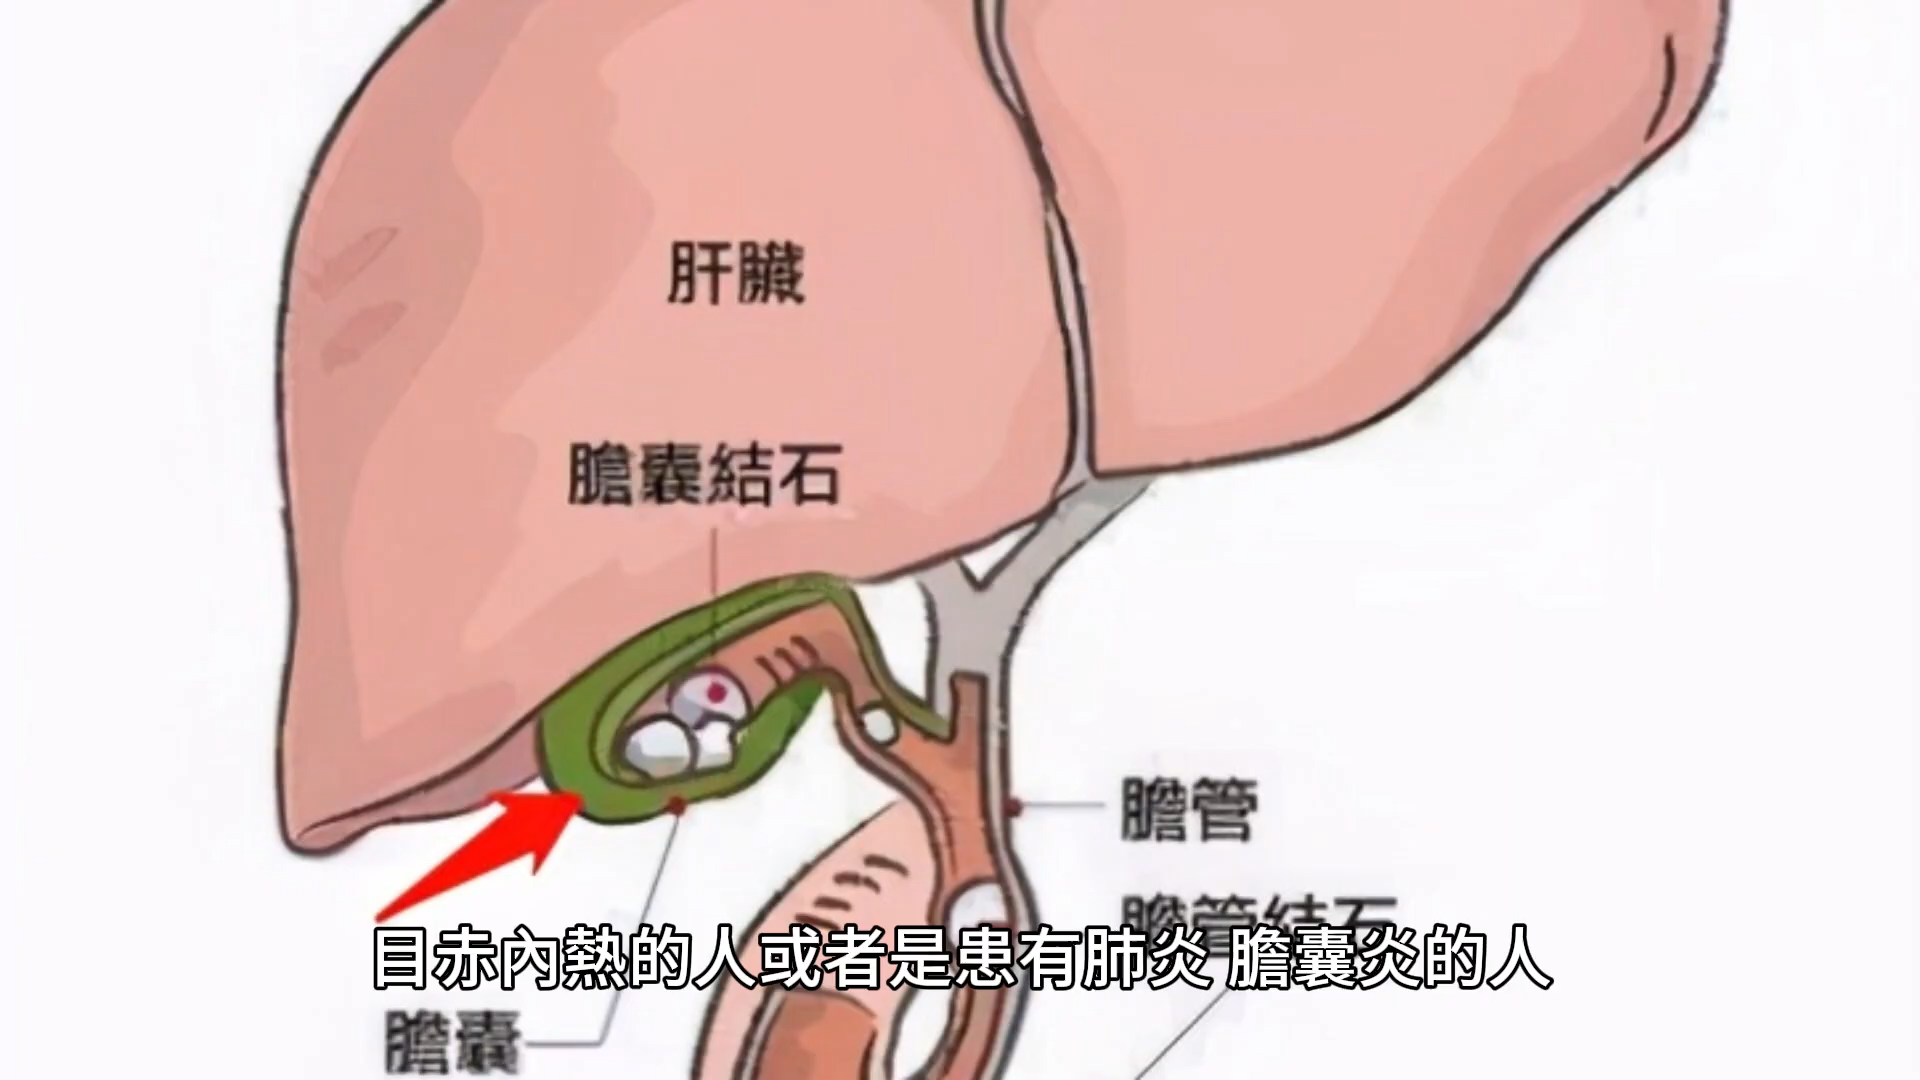 肝臟
膽囊結石
膽管
膽管結石
目赤內熱的人或者是患有肺炎 膽囊炎的人
膽囊